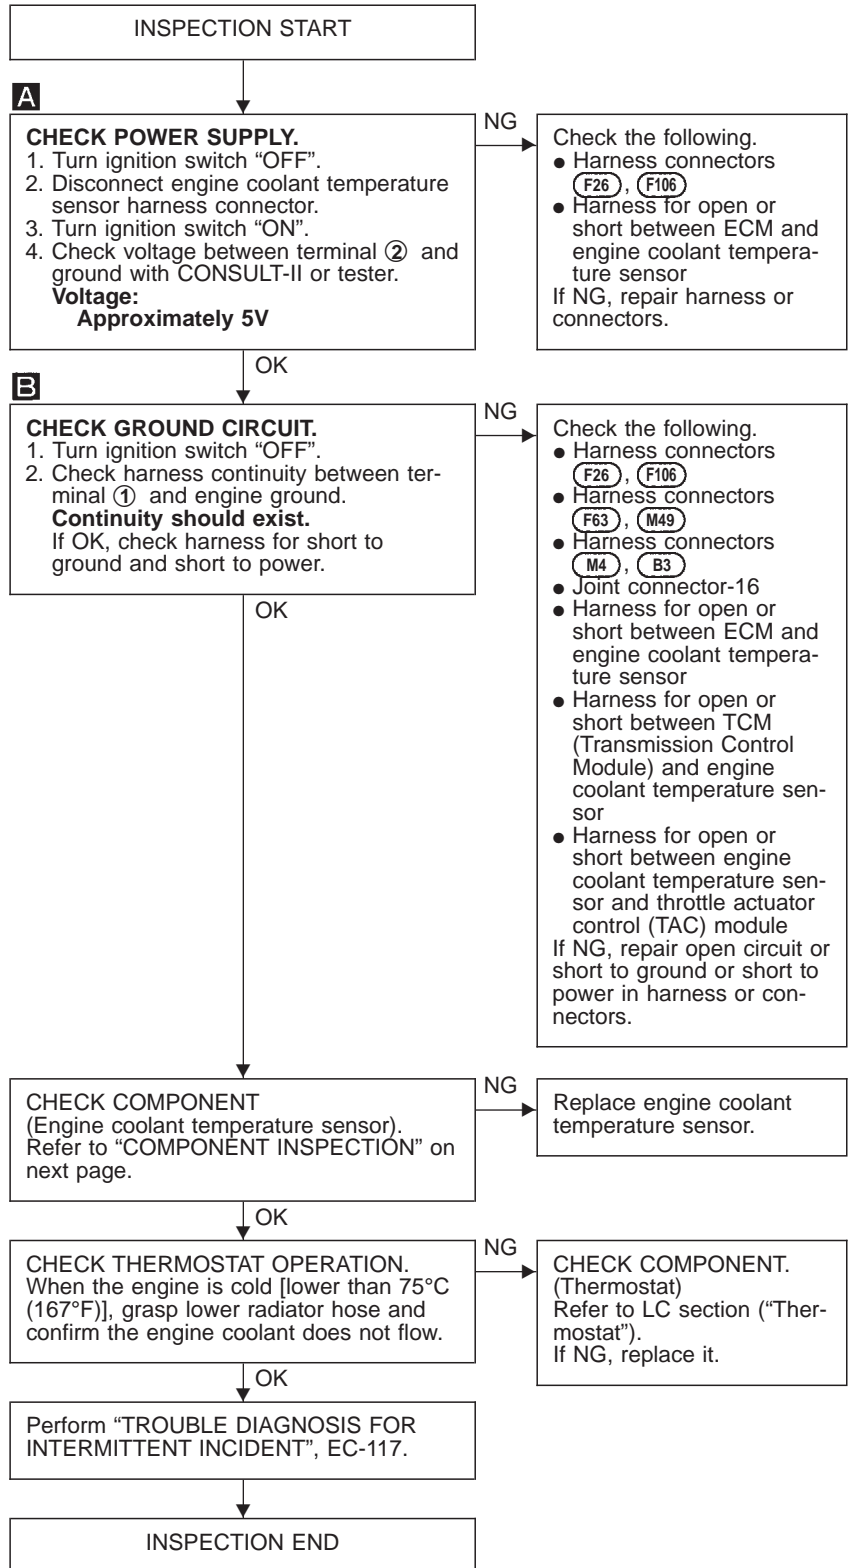 INSPECTION START
A
CHECK POWER SUPPLY.
1. Turn ignition switch “OFF”.
2. Disconnect engine coolant temperature
sensor harness connector.
3. Turn ignition switch “ON”.
4. Check voltage between terminal ② and
ground with CONSULT-II or tester.
Voltage:
Approximately 5V
NG
Check the following.
● Harness connectors
F26 , F106
● Harness for open or
short between ECM and
engine coolant tempera-
ture sensor
If NG, repair harness or
connectors.
OK
B
CHECK GROUND CIRCUIT.
1. Turn ignition switch “OFF”.
2. Check harness continuity between ter-
minal ① and engine ground.
Continuity should exist.
If OK, check harness for short to
ground and short to power.
NG
Check the following.
● Harness connectors
F26 , F106
● Harness connectors
F63 , M49
● Harness connectors
M4 , B3
● Joint connector-16
● Harness for open or
short between ECM and
engine coolant tempera-
ture sensor
● Harness for open or
short between TCM
(Transmission Control
Module) and engine
coolant temperature sen-
sor
● Harness for open or
short between engine
coolant temperature sen-
sor and throttle actuator
control (TAC) module
If NG, repair open circuit or
short to ground or short to
power in harness or con-
nectors.
OK
CHECK COMPONENT
(Engine coolant temperature sensor).
Refer to “COMPONENT INSPECTION” on
next page.
NG
Replace engine coolant
temperature sensor.
OK
CHECK THERMOSTAT OPERATION.
When the engine is cold [lower than 75°C
(167°F)], grasp lower radiator hose and
confirm the engine coolant does not flow.
NG
CHECK COMPONENT.
(Thermostat)
Refer to LC section (“Ther-
mostat”).
If NG, replace it.
OK
Perform “TROUBLE DIAGNOSIS FOR
INTERMITTENT INCIDENT”, EC-117.
INSPECTION END